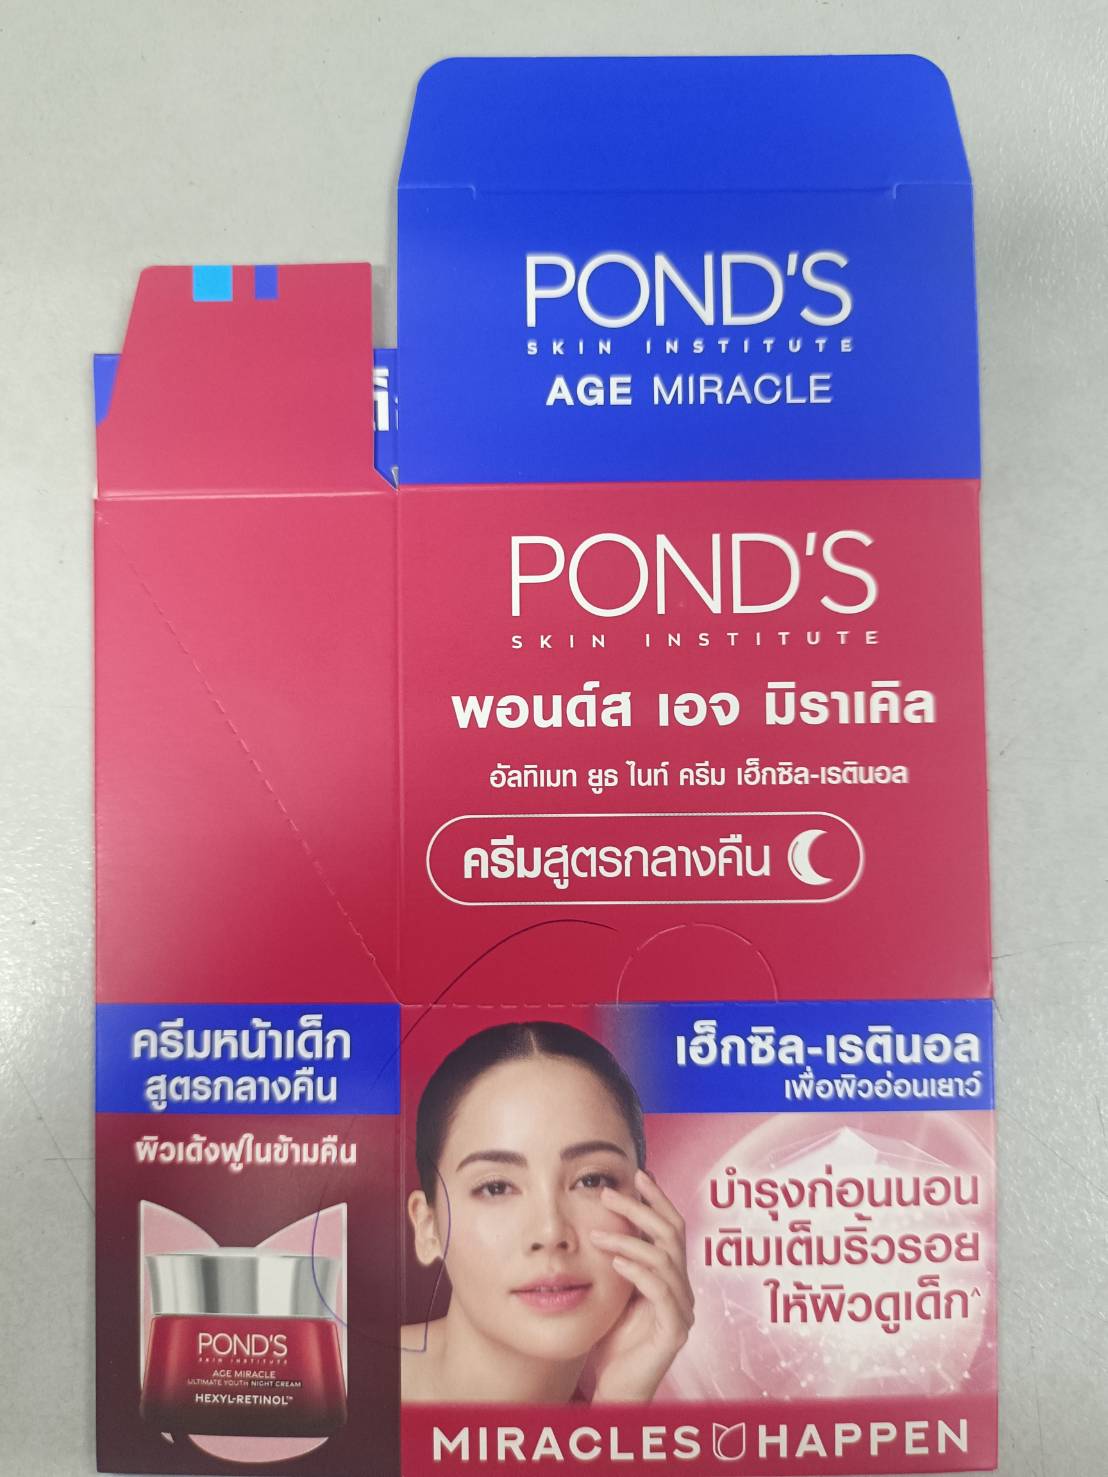 POND'S
SKIN INSTITUTE
AGE MIRACLE
POND'S
SKIN INSTITUTE
พอนด์ส เอจ มิราเคิล
อัลทิเมท ยูธ ไนท์ ครีม เฮ็กซิล-เรตินอล
ครีมสูตรกลางคืน
ครีมหน้าเด็ก
สูตรกลางคืน
ผิวเด้งฟูในข้ามคืน
POND'S
SKIN INSTITUTE
AGE MIRACLE
ULTIMATE YOUTH NIGHT CREAM
HEXYL-RETINOL™
เฮ็กซิล-เรตินอล
เพื่อผิวอ่อนเยาว์
บำรุงก่อนนอน
เติมเต็มริ้วรอย
ให้ผิวดูเด็ก^
MIRACLES HAPPEN